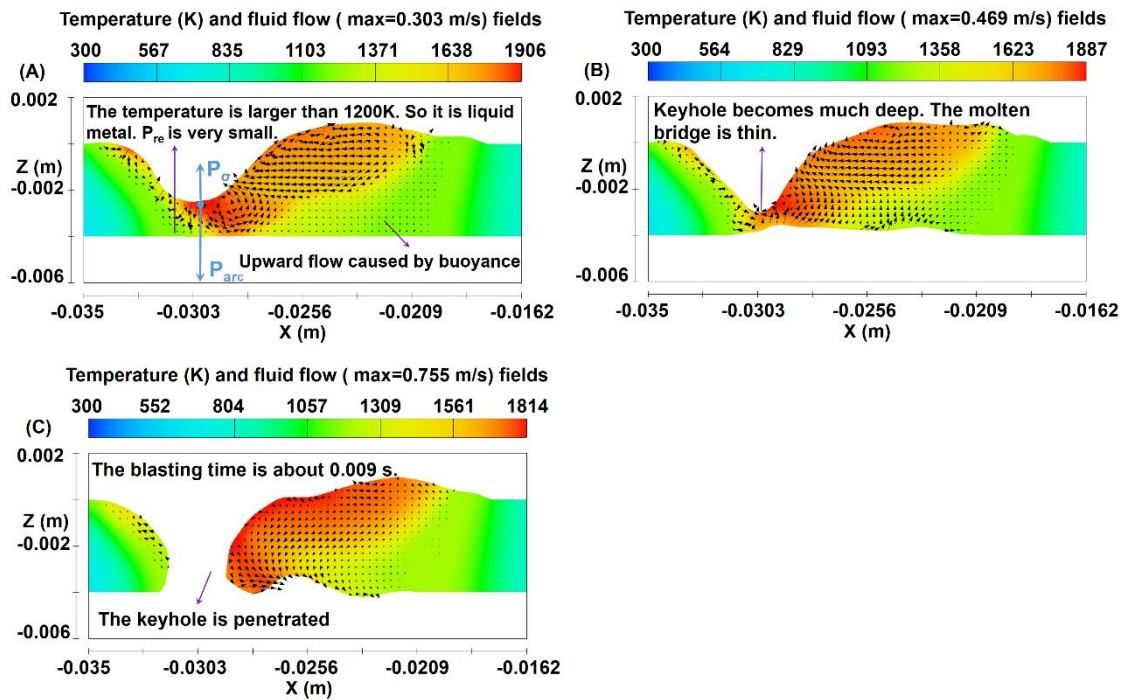 Temperature (K) and fluid flow ( max=0.303 m/s) fields
300 567 835 1103 1371 1638 1906
(A)
0.002
The temperature is larger than 1200K. So it is liquid
metal. Pre is very small.
Z (m)
Pσ
-0.002
Upward flow caused by buoyance
Parc
-0.006
-0.035 -0.0303 -0.0256 -0.0209 -0.0162
X (m)
Temperature (K) and fluid flow ( max=0.469 m/s) fields
300 564 829 1093 1358 1623 1887
(B)
0.002
Keyhole becomes much deep. The molten
bridge is thin.
Z (m)
-0.002
-0.006
-0.035 -0.0303 -0.0256 -0.0209 -0.0162
X (m)
Temperature (K) and fluid flow ( max=0.755 m/s) fields
300 552 804 1057 1309 1561 1814
(C)
0.002
The blasting time is about 0.009 s.
Z (m)
-0.002
The keyhole is penetrated
-0.006
-0.035 -0.0303 -0.0256 -0.0209 -0.0162
X (m)